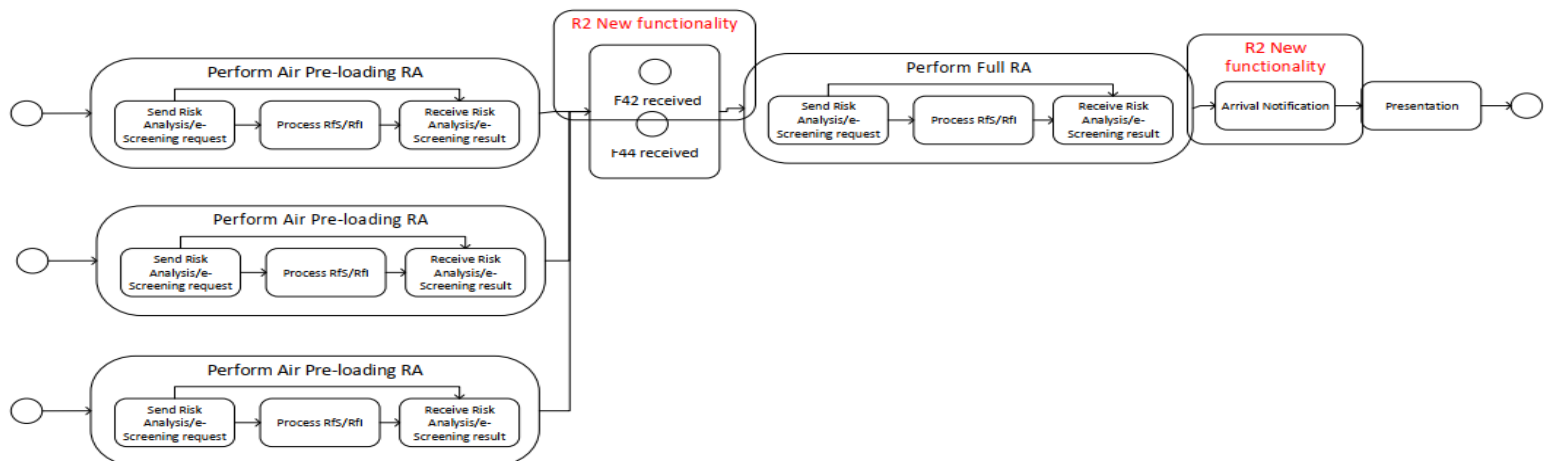 R2 New functionality
Perform Air Pre-loading RA
Send Risk
Analysis/e-
Screening request
Process RfS/RfI
Receive Risk
Analysis/e-
Screening result
F42 received
F44 received
Perform Full RA
Send Risk
Analysis/e-
Screening request
Process RfS/RfI
Receive Risk
Analysis/e-
Screening result
R2 New
functionality
Arrival Notification
Presentation
Perform Air Pre-loading RA
Send Risk
Analysis/e-
Screening request
Process RfS/RfI
Receive Risk
Analysis/e-
Screening result
Perform Air Pre-loading RA
Send Risk
Analysis/e-
Screening request
Process RfS/RfI
Receive Risk
Analysis/e-
Screening result